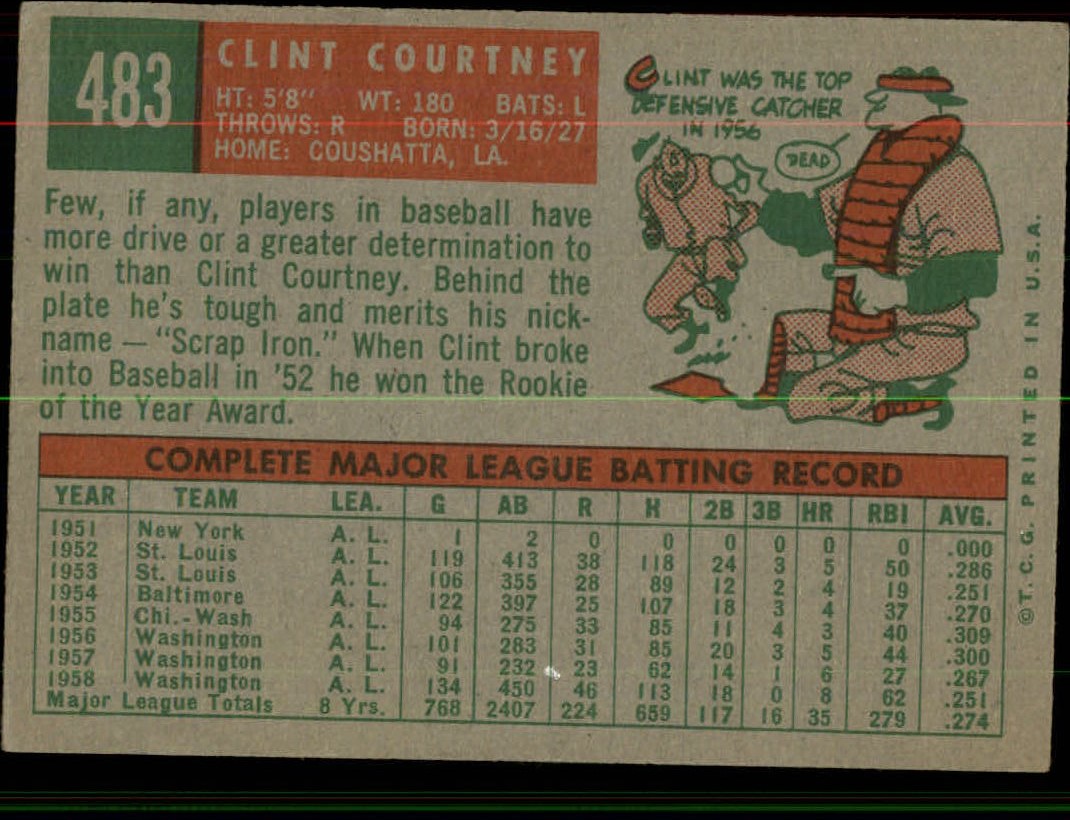 483
CLINT COURTNEY
HT: 5'8" WT: 180 BATS: L
THROWS: R BORN: 3/16/27
HOME: COUSHATTA, LA.
Few, if any, players in baseball have
more drive or a greater determination to
win than Clint Courtney. Behind the
plate he's tough and merits his nick-
name — "Scrap Iron." When Clint broke
into Baseball in '52 he won the Rookie
of the Year Award.
CLINT WAS THE TOP
DEFENSIVE CATCHER
IN 1956
DEAD
COMPLETE MAJOR LEAGUE BATTING RECORD
YEAR TEAM LEA. G AB R H 2B 3B HR RBI AVG.
1951 New York A. L. 1 2 0 0 0 0 0 0 .000
1952 St. Louis A. L. 119 413 38 118 24 3 5 50 .286
1953 St. Louis A. L. 106 355 28 89 12 2 4 19 .251
1954 Baltimore A. L. 122 397 25 107 18 3 4 37 .270
1955 Chi.-Wash A. L. 94 275 33 85 11 4 3 40 .309
1956 Washington A. L. 101 283 31 85 20 3 5 44 .300
1957 Washington A. L. 91 232 23 62 14 1 6 27 .267
1958 Washington A. L. 134 450 46 113 18 0 8 62 .251
Major League Totals 8 Yrs. 768 2407 224 659 117 16 35 279 .274
©T. C. G. PRINTED IN U.S.A.